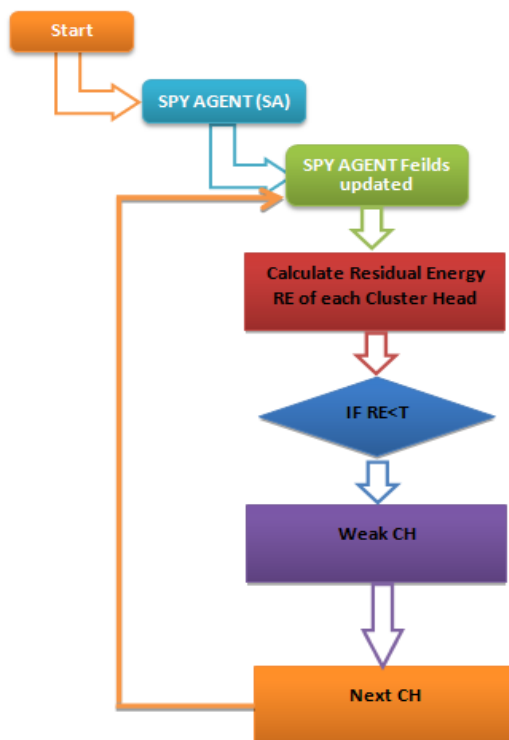 Start
SPY AGENT (SA)
SPY AGENT Feilds
updated
Calculate Residual Energy
RE of each Cluster Head
IF RE<T
Weak CH
Next CH